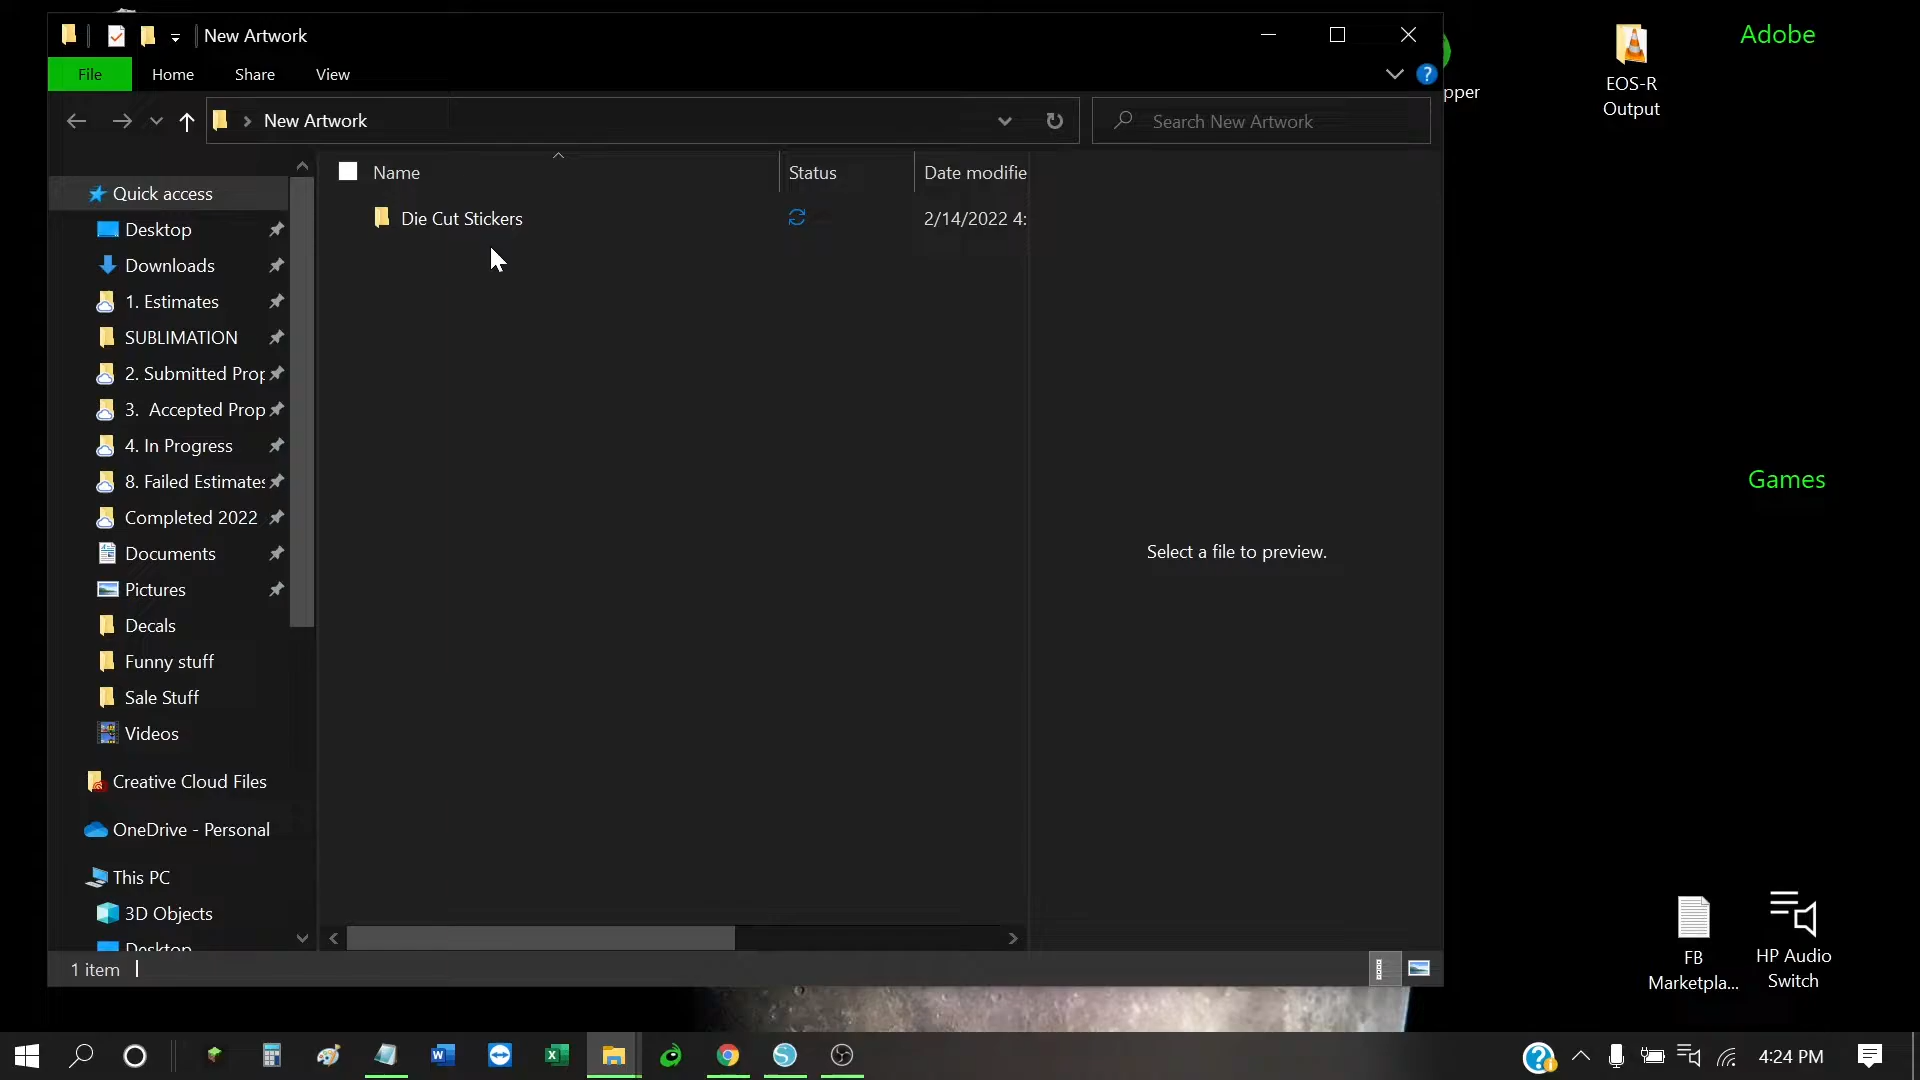 New Artwork
File Home Share View
New Artwork
Search New Artwork
Name Status Date modifie
Die Cut Stickers 2/14/2022 4:
Quick access
Desktop
Downloads
1. Estimates
SUBLIMATION
2. Submitted Prop
3. Accepted Prop
4. In Progress
8. Failed Estimates
Completed 2022
Documents
Pictures
Decals
Funny stuff
Sale Stuff
Videos
Creative Cloud Files
OneDrive - Personal
This PC
3D Objects
Desktop
Select a file to preview.
1 item
pper
EOS-R
Output
Adobe
Games
FB
Marketpla...
HP Audio
Switch
4:24 PM